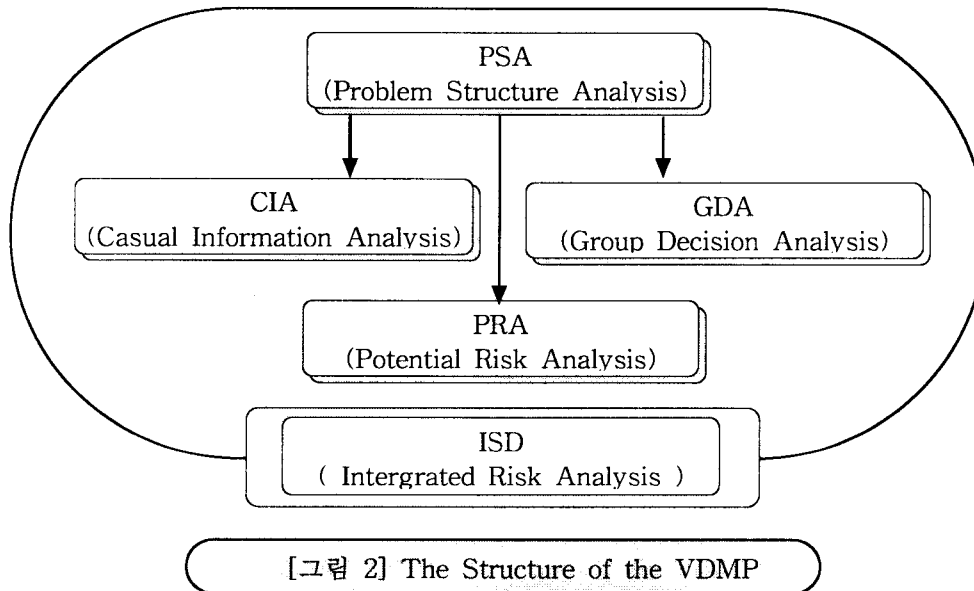 PSA
(Problem Structure Analysis)
CIA
(Casual Information Analysis)
GDA
(Group Decision Analysis)
PRA
(Potential Risk Analysis)
ISD
( Intergrated Risk Analysis )
[그림 2] The Structure of the VDMP